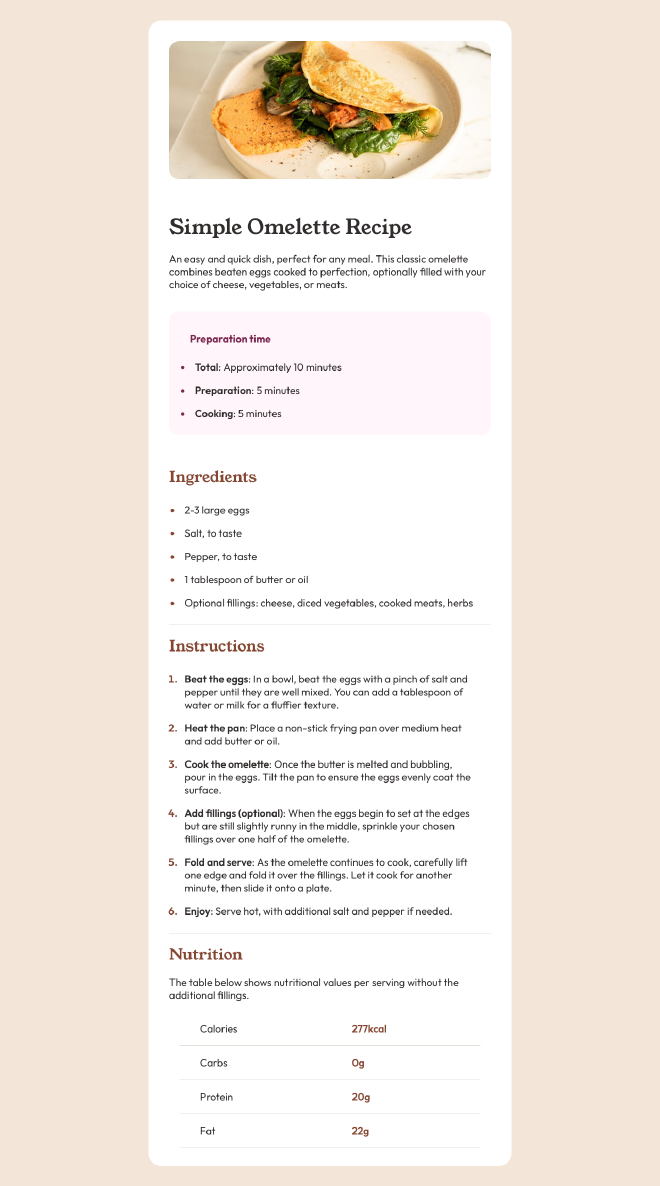 Simple Omelette Recipe
An easy and quick dish, perfect for any meal. This classic omelette
combines beaten eggs cooked to perfection, optionally filled with your
choice of cheese, vegetables, or meats.
Preparation time
• Total: Approximately 10 minutes
• Preparation: 5 minutes
• Cooking: 5 minutes
Ingredients
• 2-3 large eggs
• Salt, to taste
• Pepper, to taste
• 1 tablespoon of butter or oil
• Optional fillings: cheese, diced vegetables, cooked meats, herbs
Instructions
1. Beat the eggs: In a bowl, beat the eggs with a pinch of salt and
pepper until they are well mixed. You can add a tablespoon of
water or milk for a fluffier texture.
2. Heat the pan: Place a non-stick frying pan over medium heat
and add butter or oil.
3. Cook the omelette: Once the butter is melted and bubbling,
pour in the eggs. Tilt the pan to ensure the eggs evenly coat the
surface.
4. Add fillings (optional): When the eggs begin to set at the edges
but are still slightly runny in the middle, sprinkle your chosen
fillings over one half of the omelette.
5. Fold and serve: As the omelette continues to cook, carefully lift
one edge and fold it over the fillings. Let it cook for another
minute, then slide it onto a plate.
6. Enjoy: Serve hot, with additional salt and pepper if needed.
Nutrition
The table below shows nutritional values per serving without the
additional fillings.
Calories 277kcal
Carbs 0g
Protein 20g
Fat 22g